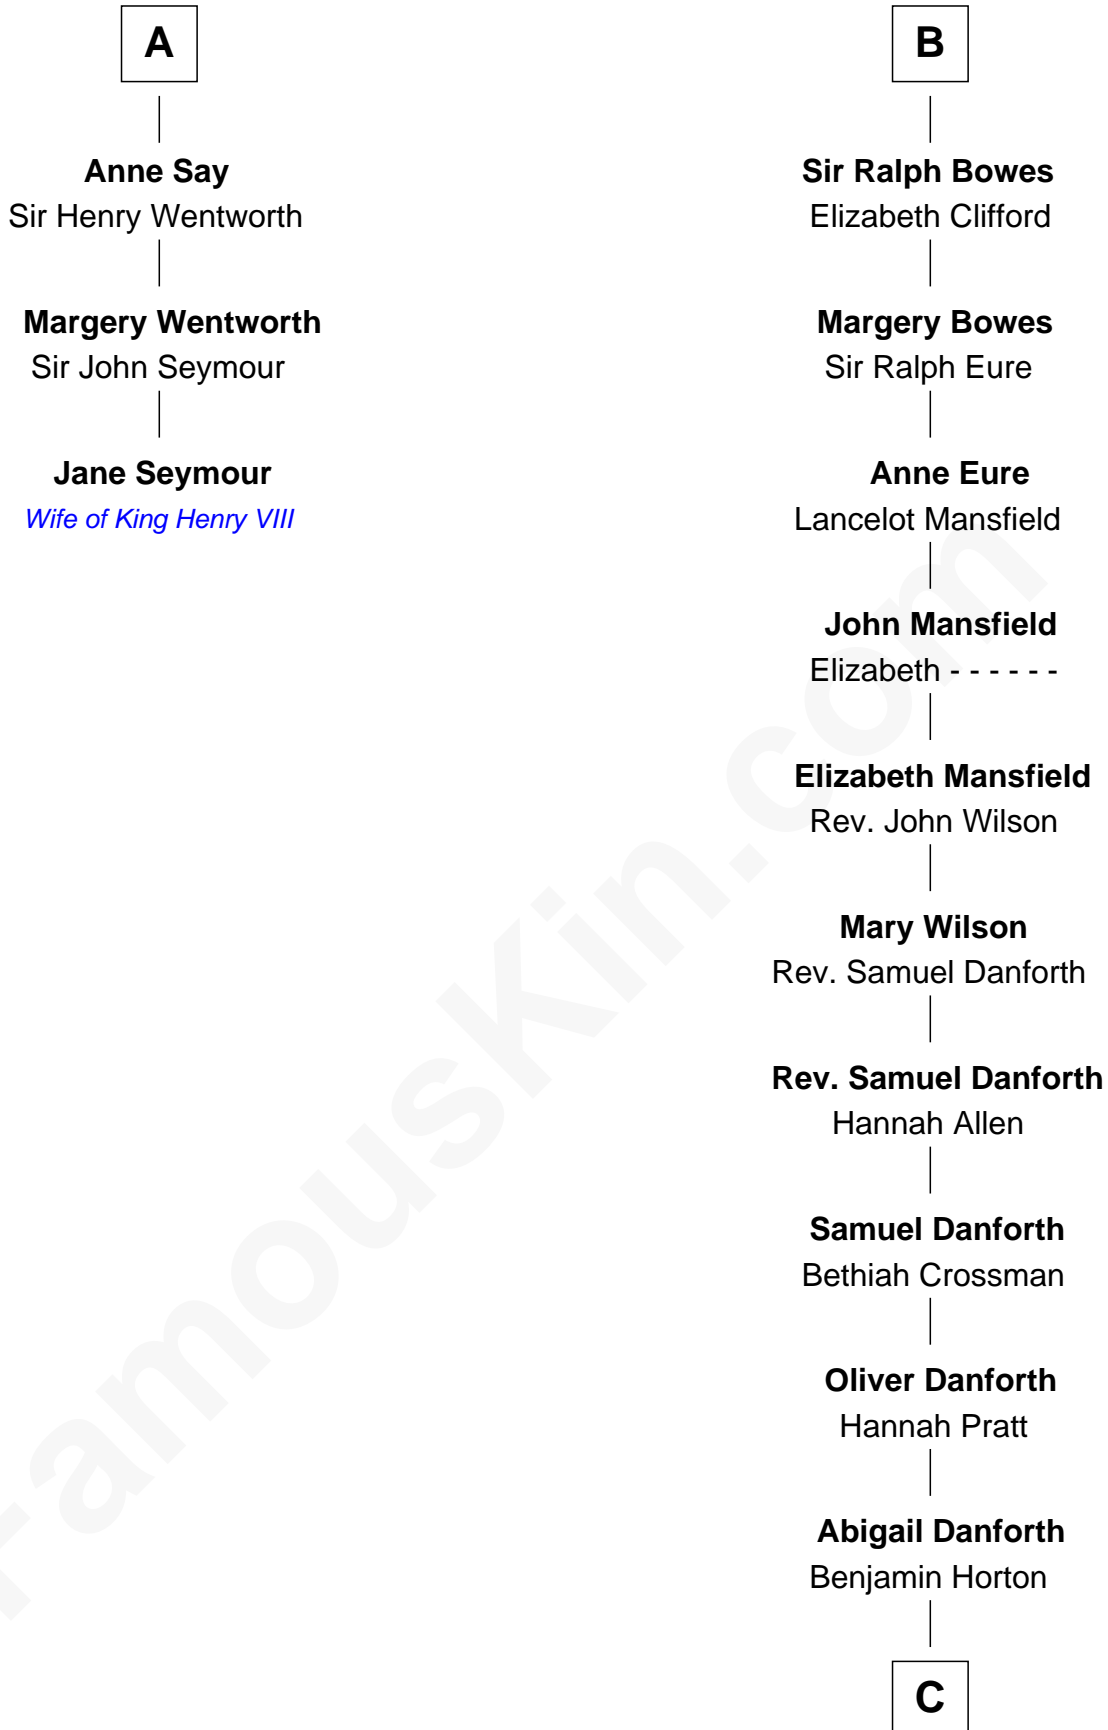 A
Anne Say
Sir Henry Wentworth
Margery Wentworth
Sir John Seymour
Jane Seymour
Wife of King Henry VIII
B
Sir Ralph Bowes
Elizabeth Clifford
Margery Bowes
Sir Ralph Eure
Anne Eure
Lancelot Mansfield
John Mansfield
Elizabeth - - - - - -
Elizabeth Mansfield
Rev. John Wilson
Mary Wilson
Rev. Samuel Danforth
Rev. Samuel Danforth
Hannah Allen
Samuel Danforth
Bethiah Crossman
Oliver Danforth
Hannah Pratt
Abigail Danforth
Benjamin Horton
C
FamousKin.com